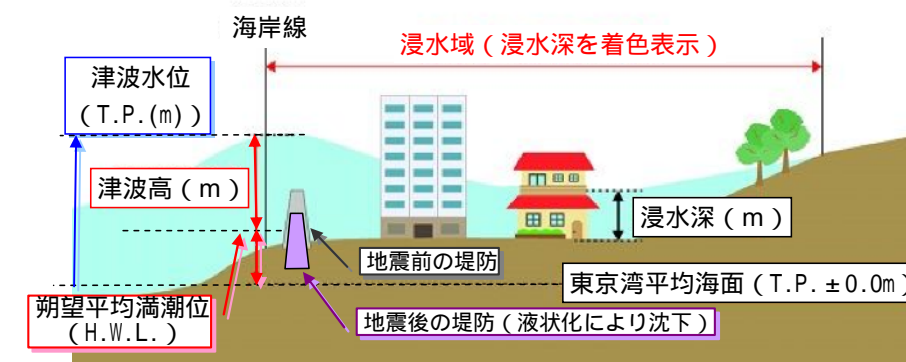 海岸線
浸水域（浸水深を着色表示）
津波水位
（T.P.(m)）
津波高（m）
浸水深（m）
地震前の堤防
東京湾平均海面（T.P.±0.0m）
朔望平均満潮位
（H.W.L.）
地震後の堤防（液状化により沈下）